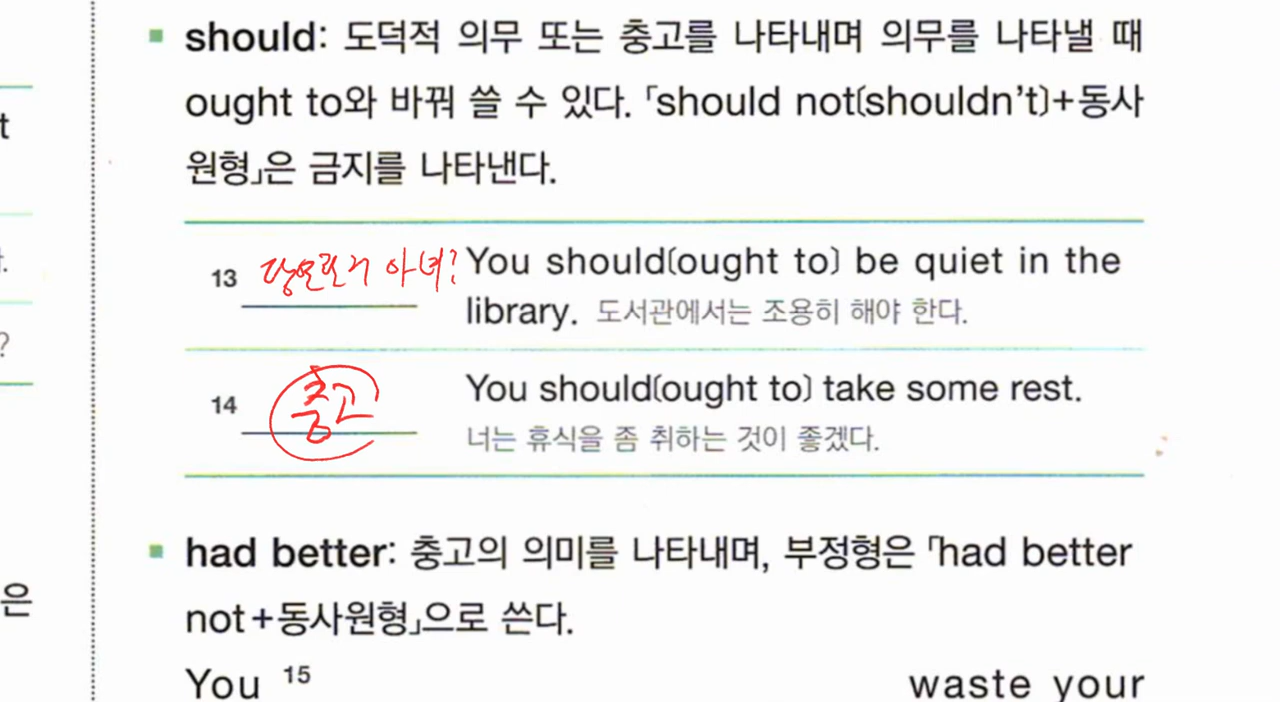 ■ should: 도덕적 의무 또는 충고를 나타내며 의무를 나타낼 때
ought to와 바꿔 쓸 수 있다. 「should not(shouldn't)+동사
원형」은 금지를 나타낸다.
t
13 당연한거 아녀? You should(ought to) be quiet in the
library. 도서관에서는 조용히 해야 한다.
.
?
14 충고 You should(ought to) take some rest.
너는 휴식을 좀 취하는 것이 좋겠다.
■ had better: 충고의 의미를 나타내며, 부정형은 「had better
은
not+동사원형」으로 쓴다.
You 15 waste your